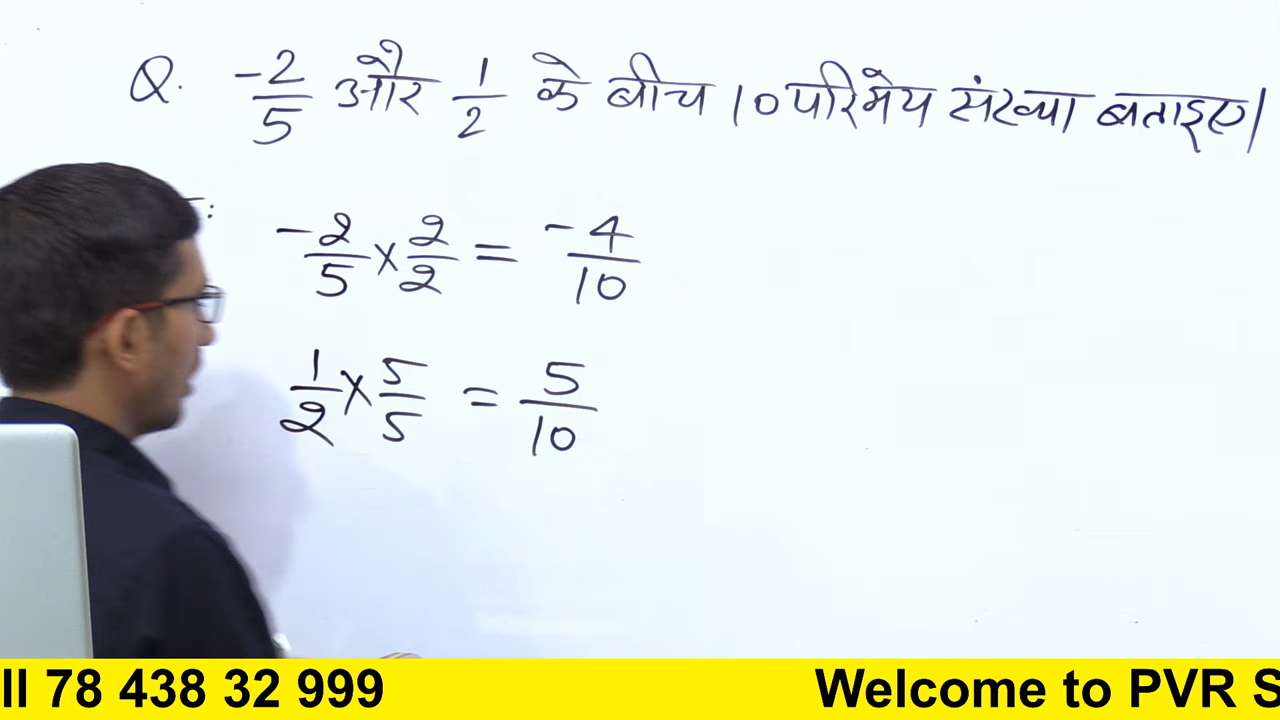 Q. -2/5 और 1/2 के बीच 10 परिमेय संख्या बताइए।
-2/5 × 2/2 = -4/10
1/2 × 5/5 = 5/10
ll 78 438 32 999 Welcome to PVR S